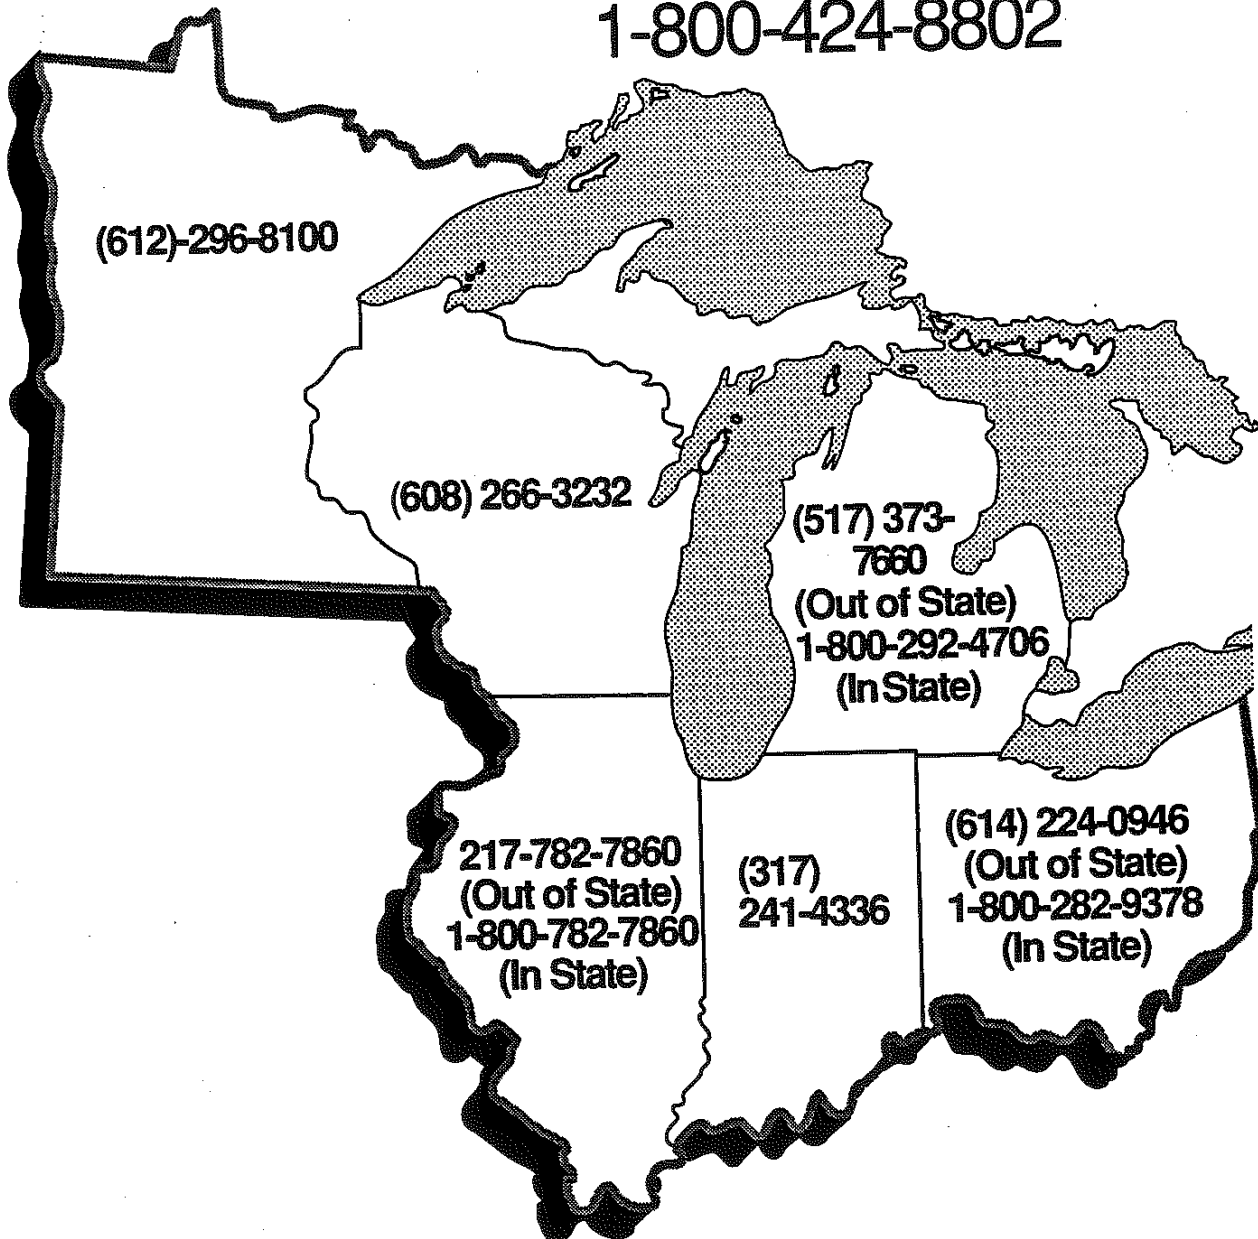 1-800-424-8802
(612)-296-8100
(608) 266-3232
(517) 373-
7660
(Out of State)
1-800-292-4706
(In State)
217-782-7860
(Out of State)
1-800-782-7860
(In State)
(317)
241-4336
(614) 224-0946
(Out of State)
1-800-282-9378
(In State)